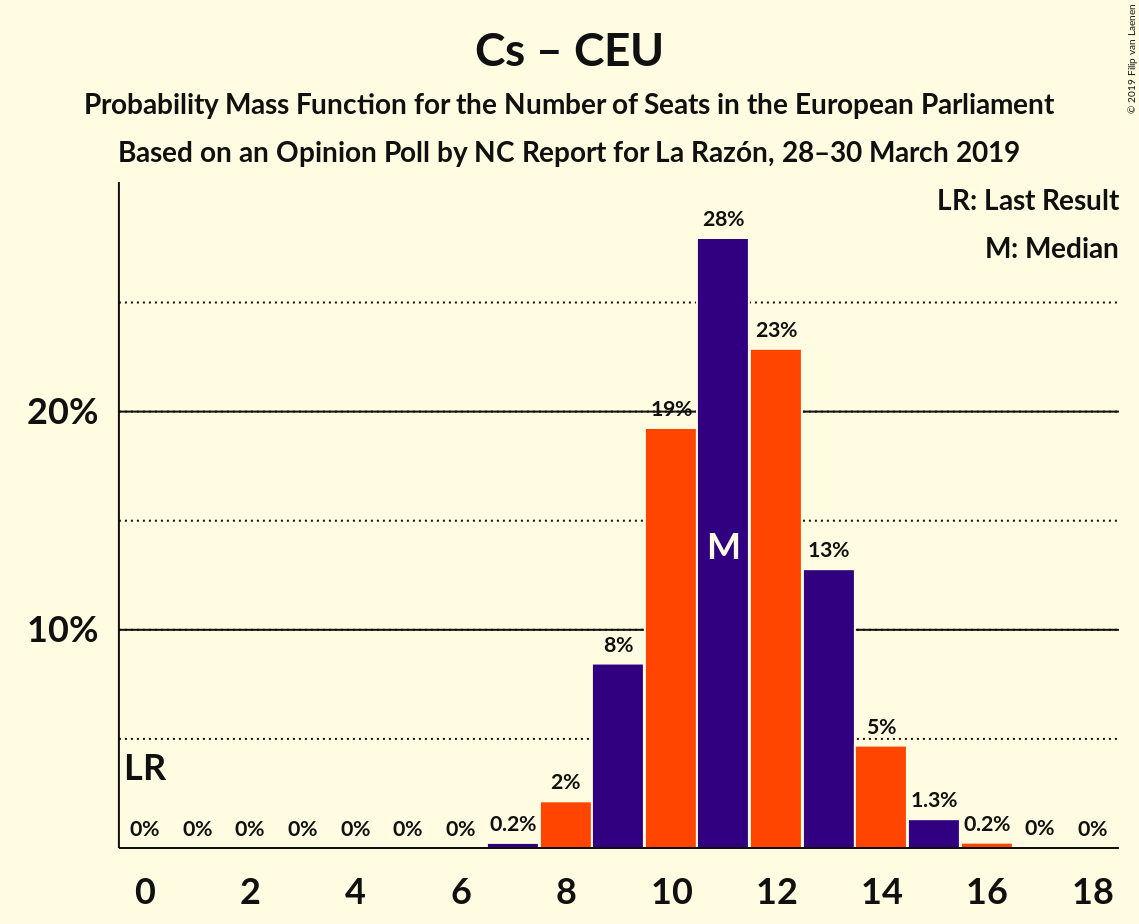 Cs – CEU
Probability Mass Function for the Number of Seats in the European Parliament
Based on an Opinion Poll by NC Report for La Razón, 28–30 March 2019
© 2019 Filip van Laenen
LR: Last Result
M: Median
28%
23%
20%
19%
M
13%
10%
8%
5%
LR
2%
1.3%
0% 0% 0% 0% 0% 0% 0% 0.2% 0.2% 0% 0%
0 2 4 6 8 10 12 14 16 18